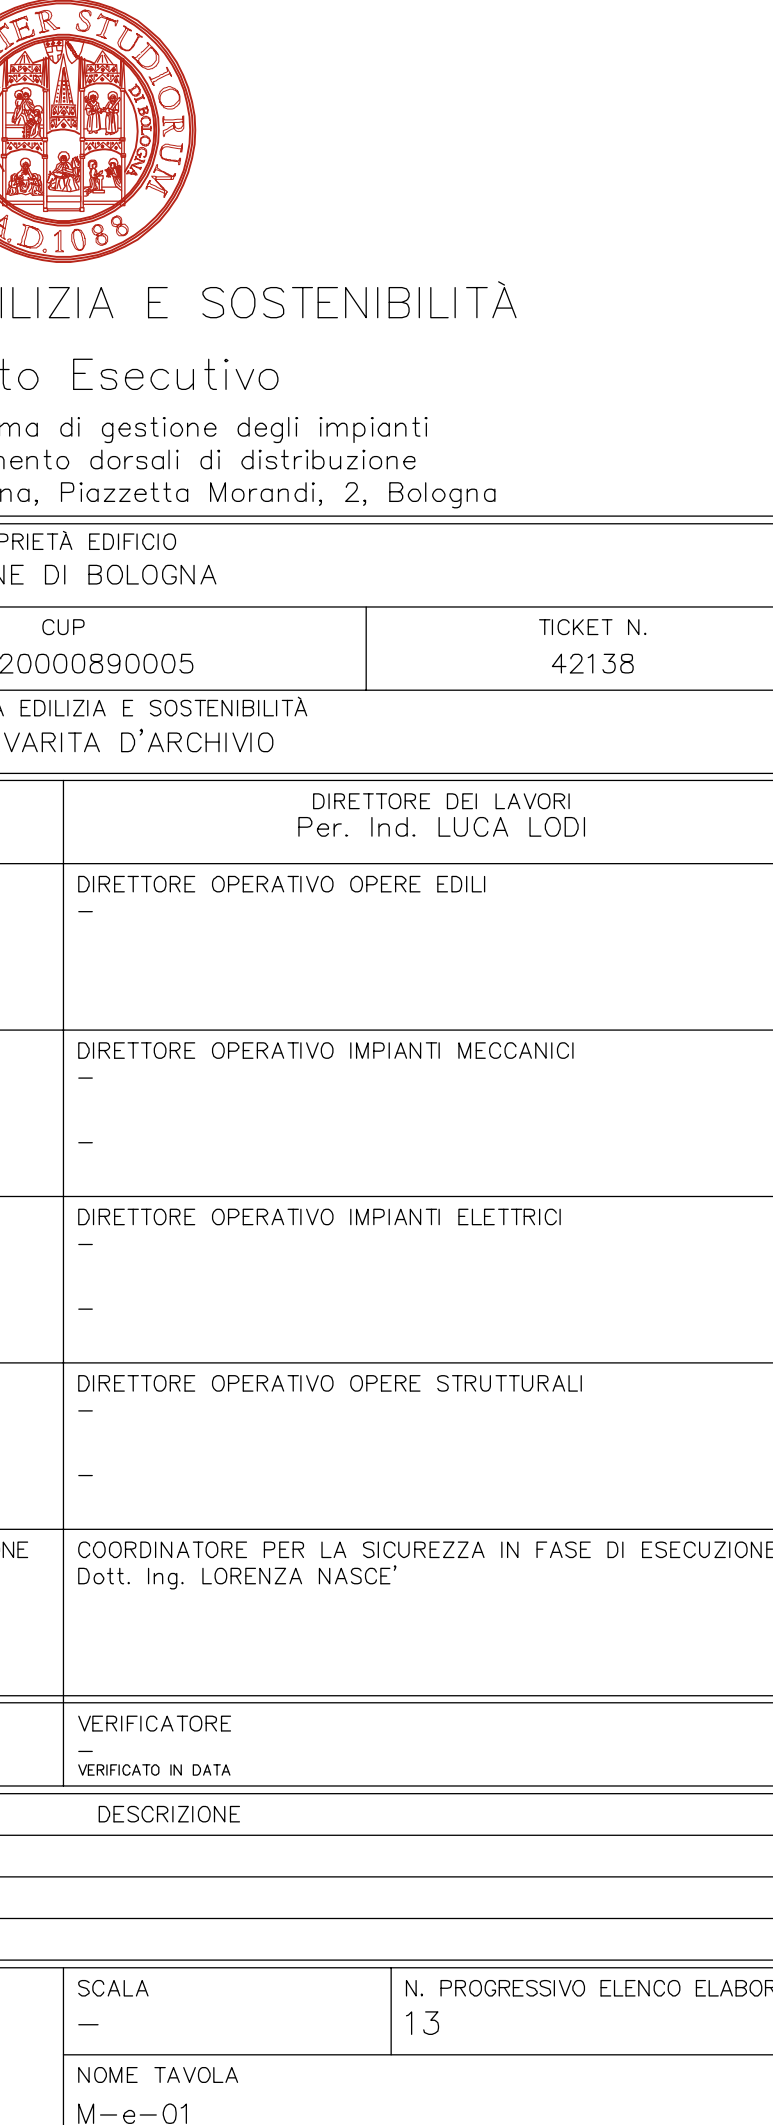 TER STUDIORUM
DI BOLOGNA
A.D. 1088
ILIZIA E SOSTENIBILITÀ
to Esecutivo
ma di gestione degli impianti
mento dorsali di distribuzione
na, Piazzetta Morandi, 2, Bologna
PRIETÀ EDIFICIO
NE DI BOLOGNA
CUP
TICKET N.
20000890005
42138
A EDILIZIA E SOSTENIBILITÀ
VARITA D'ARCHIVIO
DIRETTORE DEI LAVORI
Per. Ind. LUCA LODI
DIRETTORE OPERATIVO OPERE EDILI
–
DIRETTORE OPERATIVO IMPIANTI MECCANICI
–
–
DIRETTORE OPERATIVO IMPIANTI ELETTRICI
–
–
DIRETTORE OPERATIVO OPERE STRUTTURALI
–
–
ONE
COORDINATORE PER LA SICUREZZA IN FASE DI ESECUZIONE
Dott. Ing. LORENZA NASCE'
VERIFICATORE
–
VERIFICATO IN DATA
DESCRIZIONE
SCALA
–
N. PROGRESSIVO ELENCO ELABOR
13
NOME TAVOLA
M–e–01